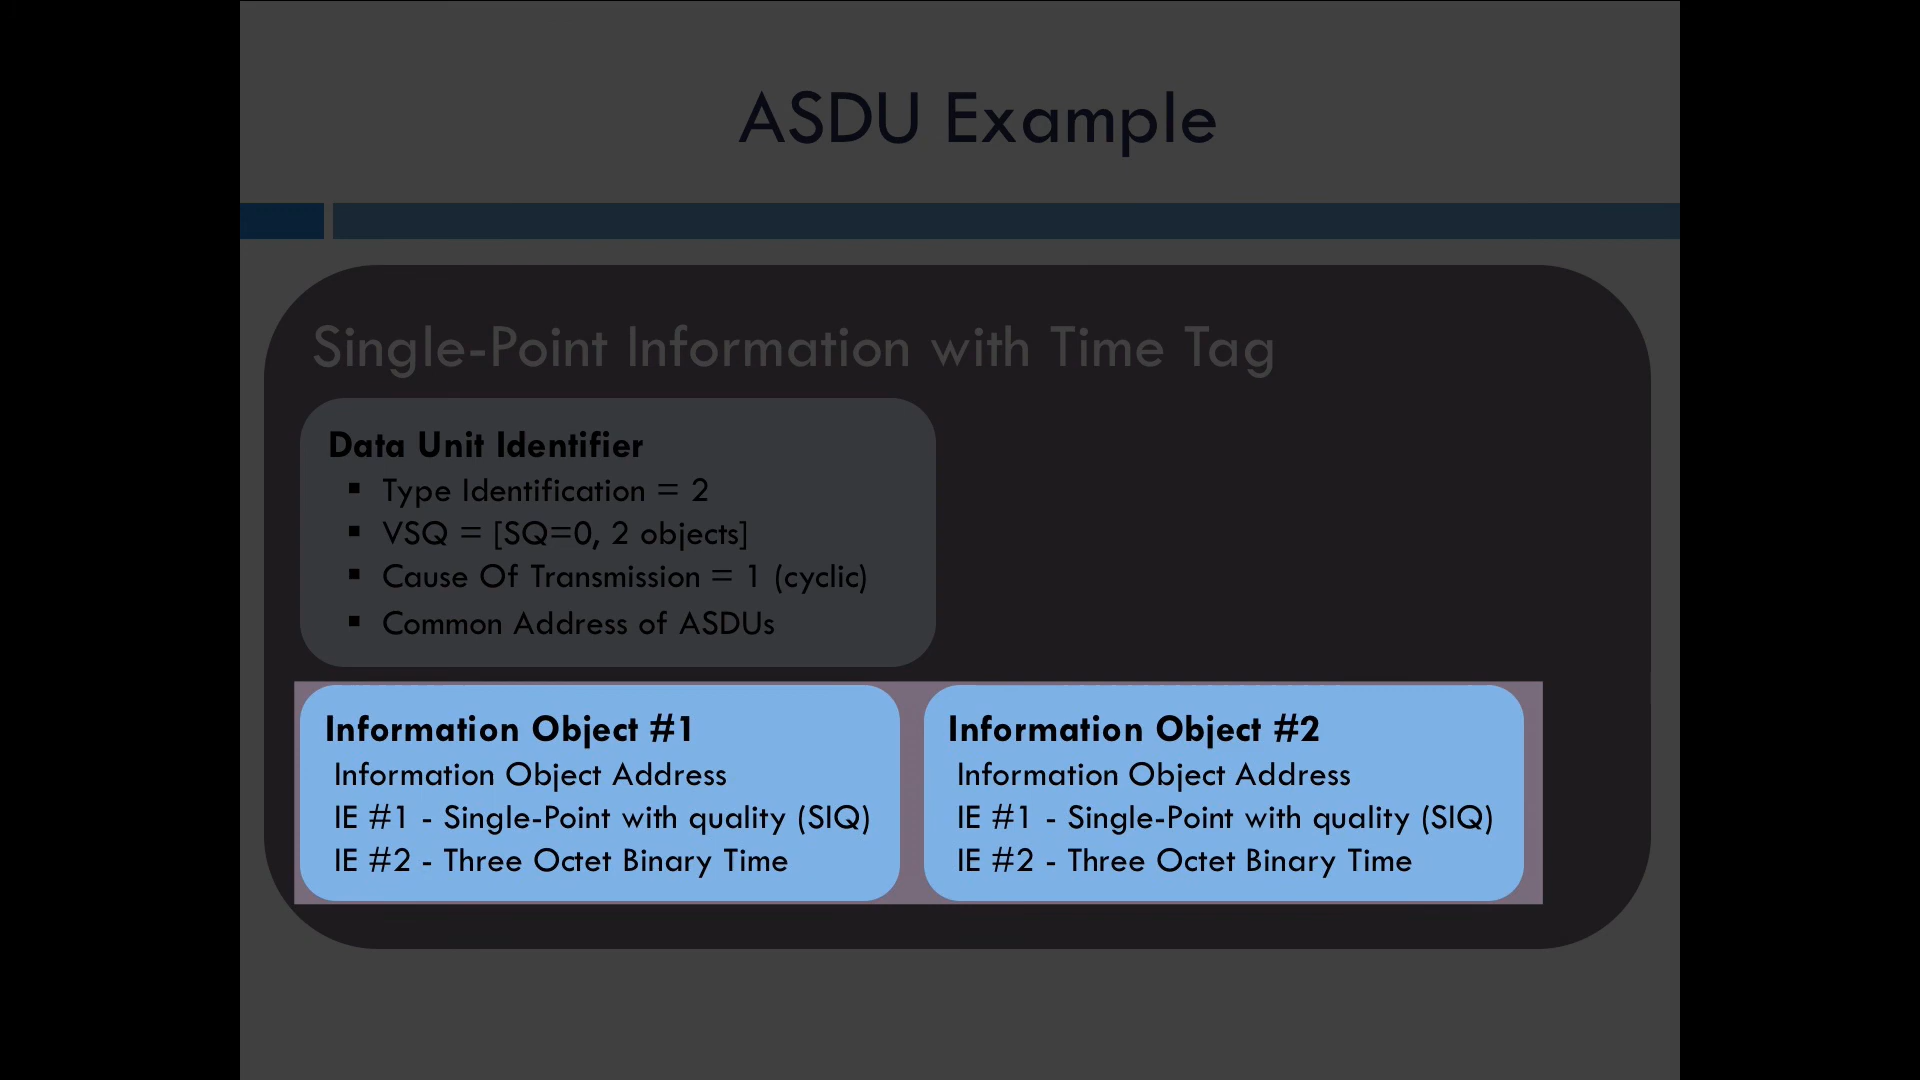 ASDU Example
Single-Point Information with Time Tag
Data Unit Identifier
▪ Type Identification = 2
▪ VSQ = [SQ=0, 2 objects]
▪ Cause Of Transmission = 1 (cyclic)
▪ Common Address of ASDUs
Information Object #1
Information Object Address
IE #1 - Single-Point with quality (SIQ)
IE #2 - Three Octet Binary Time
Information Object #2
Information Object Address
IE #1 - Single-Point with quality (SIQ)
IE #2 - Three Octet Binary Time